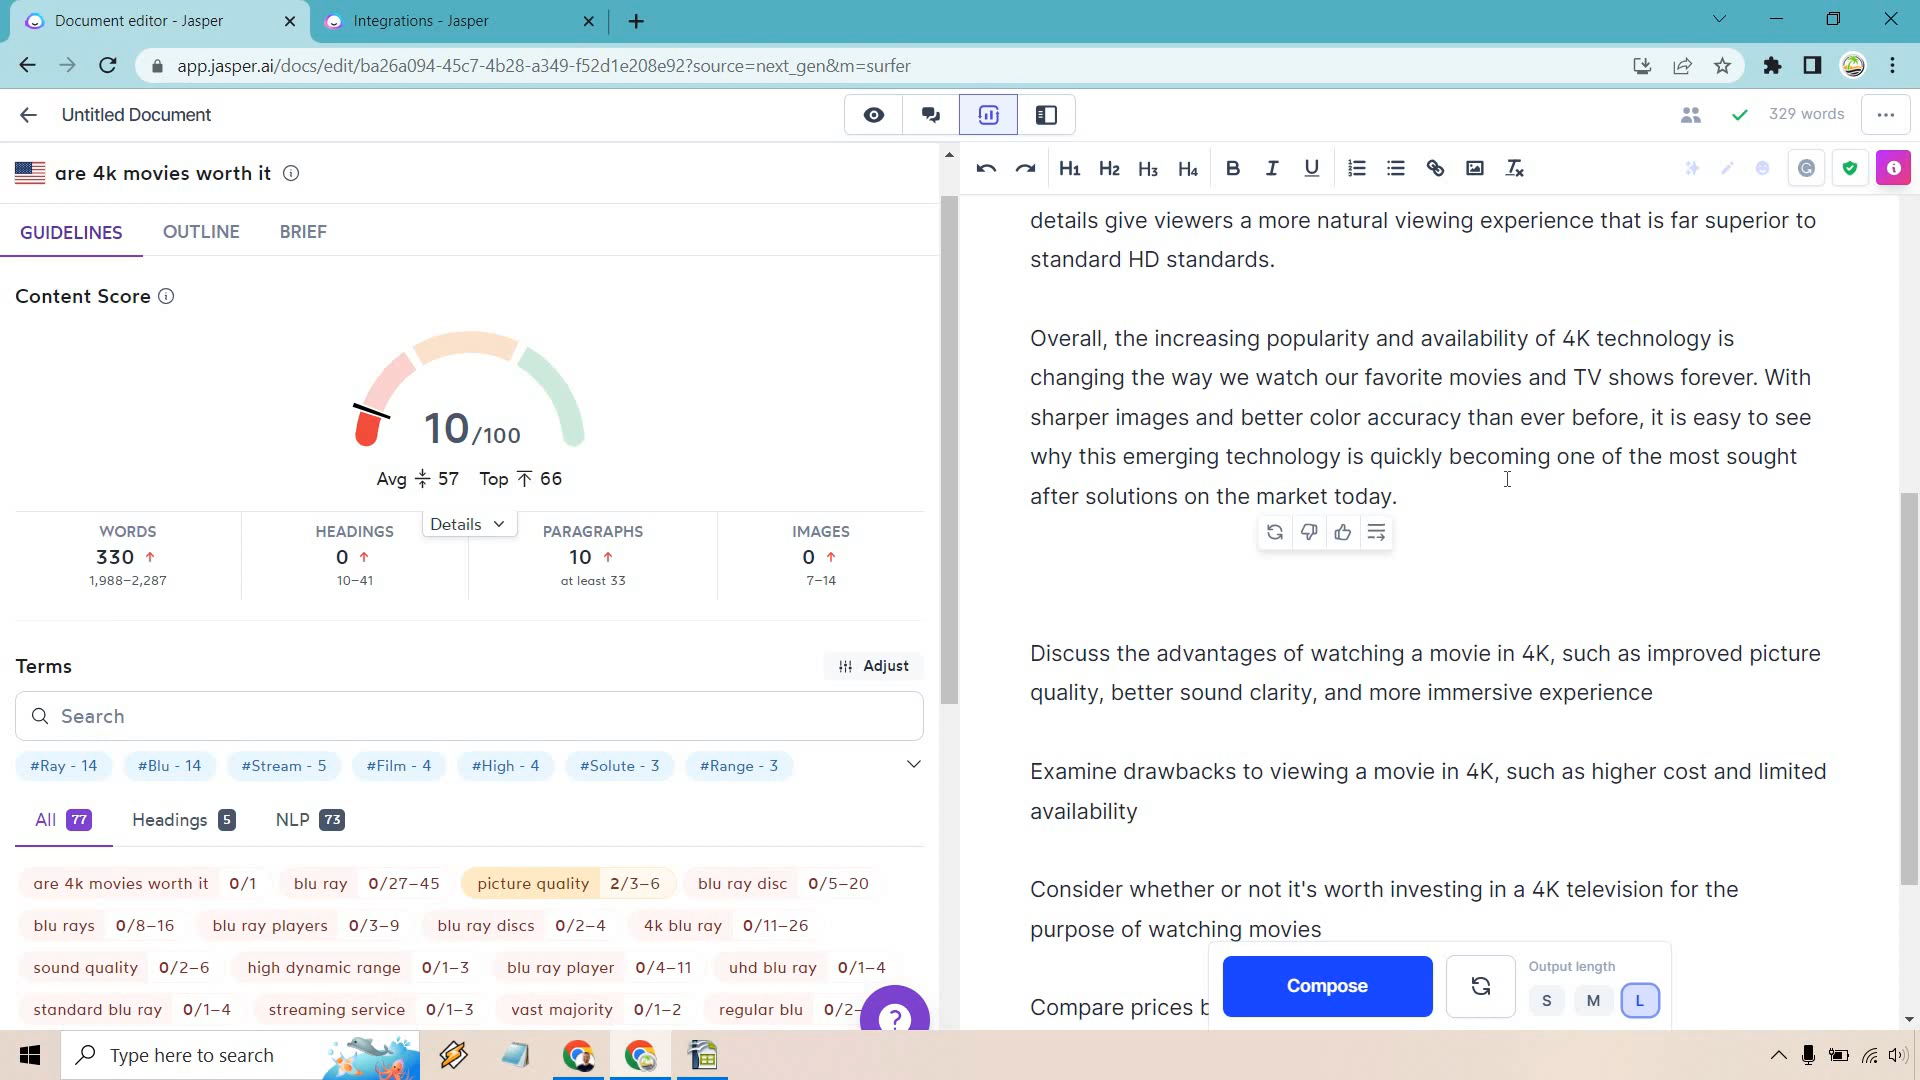 Document editor - Jasper
Integrations - Jasper
app.jasper.ai/docs/edit/ba26a094-45c7-4b28-a349-f52d1e208e92?source=next_gen&m=surfer
Untitled Document
329 words
are 4k movies worth it
H1 H2 H3 H4 B I U
GUIDELINES OUTLINE BRIEF
Content Score
10/100
Avg 57 Top 66
Details
WORDS HEADINGS PARAGRAPHS IMAGES
330 0 10 0
1,988–2,287 10–41 at least 33 7–14
Terms
Adjust
Search
#Ray - 14 #Blu - 14 #Stream - 5 #Film - 4 #High - 4 #Solute - 3 #Range - 3
All 77 Headings 5 NLP 73
are 4k movies worth it 0/1 blu ray 0/27–45 picture quality 2/3–6 blu ray disc 0/5–20
blu rays 0/8–16 blu ray players 0/3–9 blu ray discs 0/2–4 4k blu ray 0/11–26
sound quality 0/2–6 high dynamic range 0/1–3 blu ray player 0/4–11 uhd blu ray 0/1–4
standard blu ray 0/1–4 streaming service 0/1–3 vast majority 0/1–2 regular blu 0/2–
?
details give viewers a more natural viewing experience that is far superior to
standard HD standards.
Overall, the increasing popularity and availability of 4K technology is
changing the way we watch our favorite movies and TV shows forever. With
sharper images and better color accuracy than ever before, it is easy to see
why this emerging technology is quickly becoming one of the most sought
after solutions on the market today.
Discuss the advantages of watching a movie in 4K, such as improved picture
quality, better sound clarity, and more immersive experience
Examine drawbacks to viewing a movie in 4K, such as higher cost and limited
availability
Consider whether or not it's worth investing in a 4K television for the
purpose of watching movies
Compare prices b
Compose
Output length
S M L
Type here to search